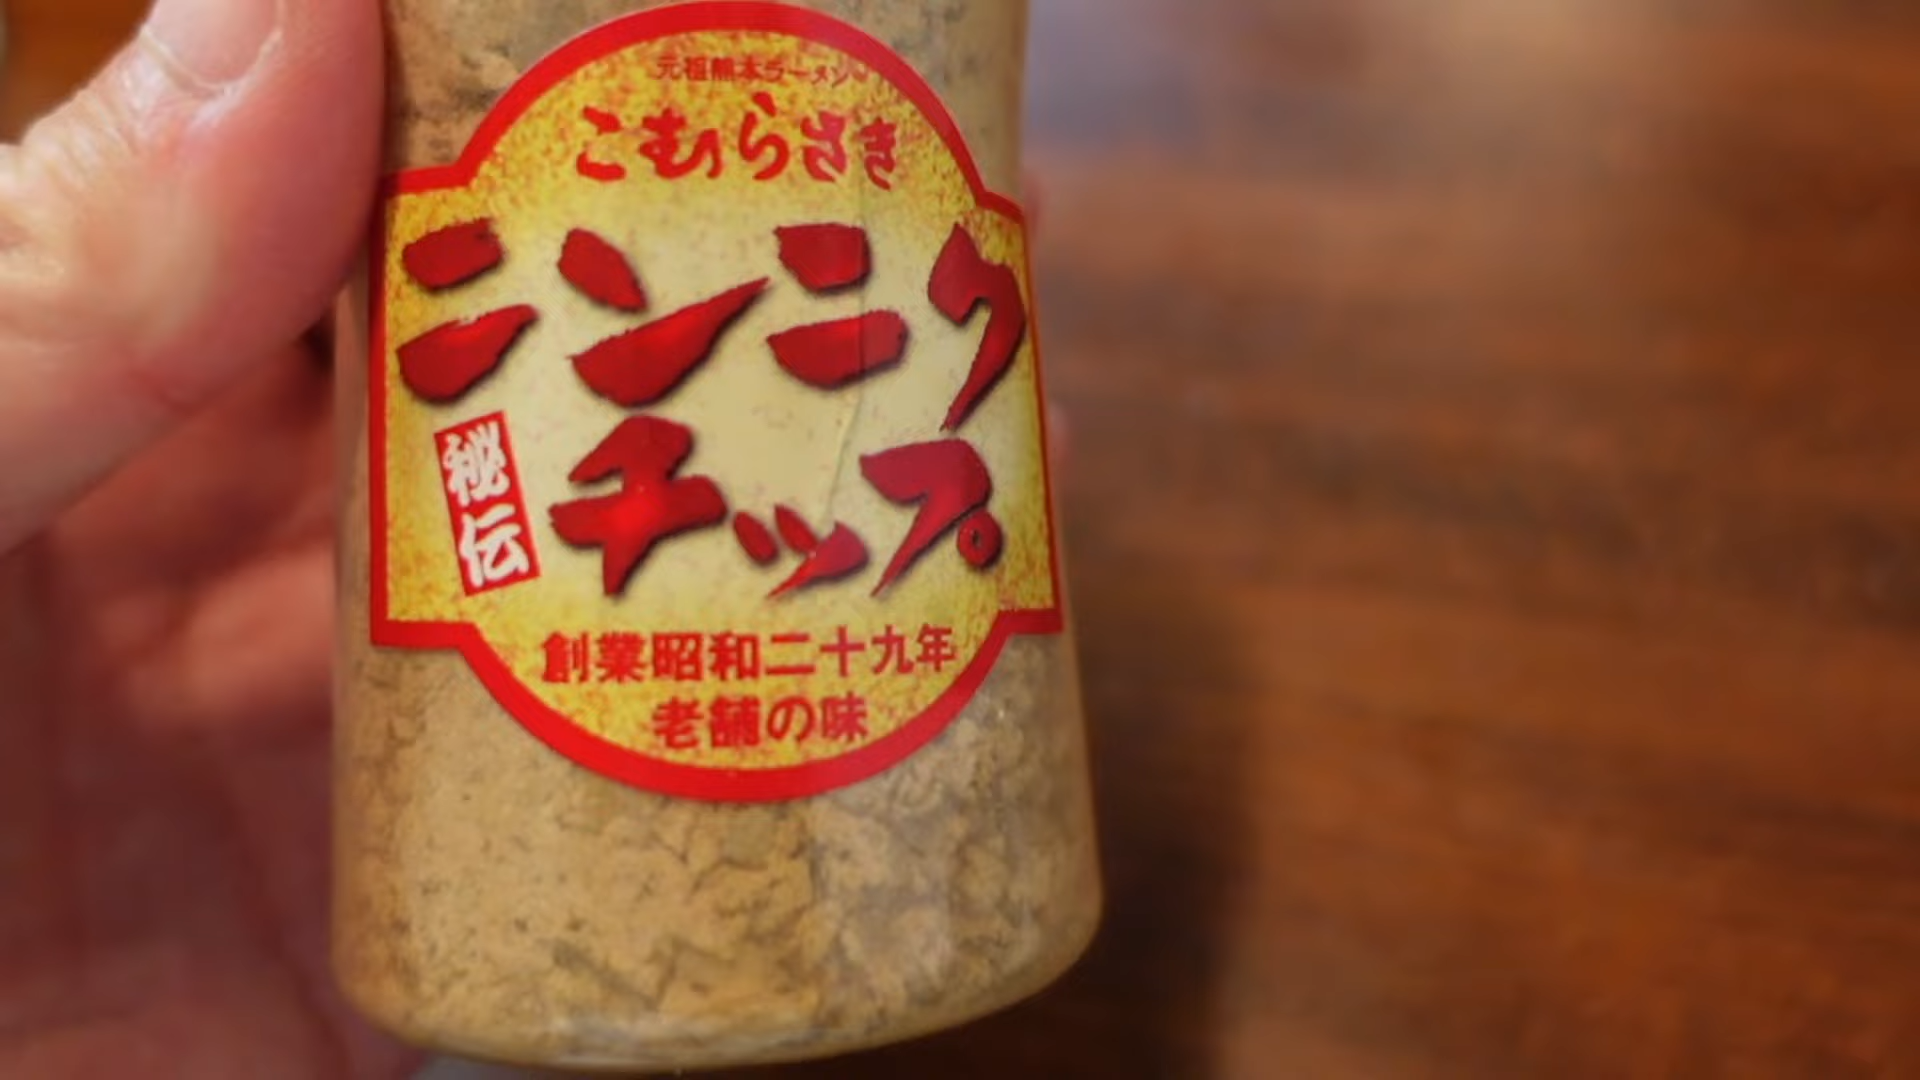 元祖熊本ラーメン
こむらさき
ニンニク
秘伝
チップ
創業昭和二十九年
老舗の味